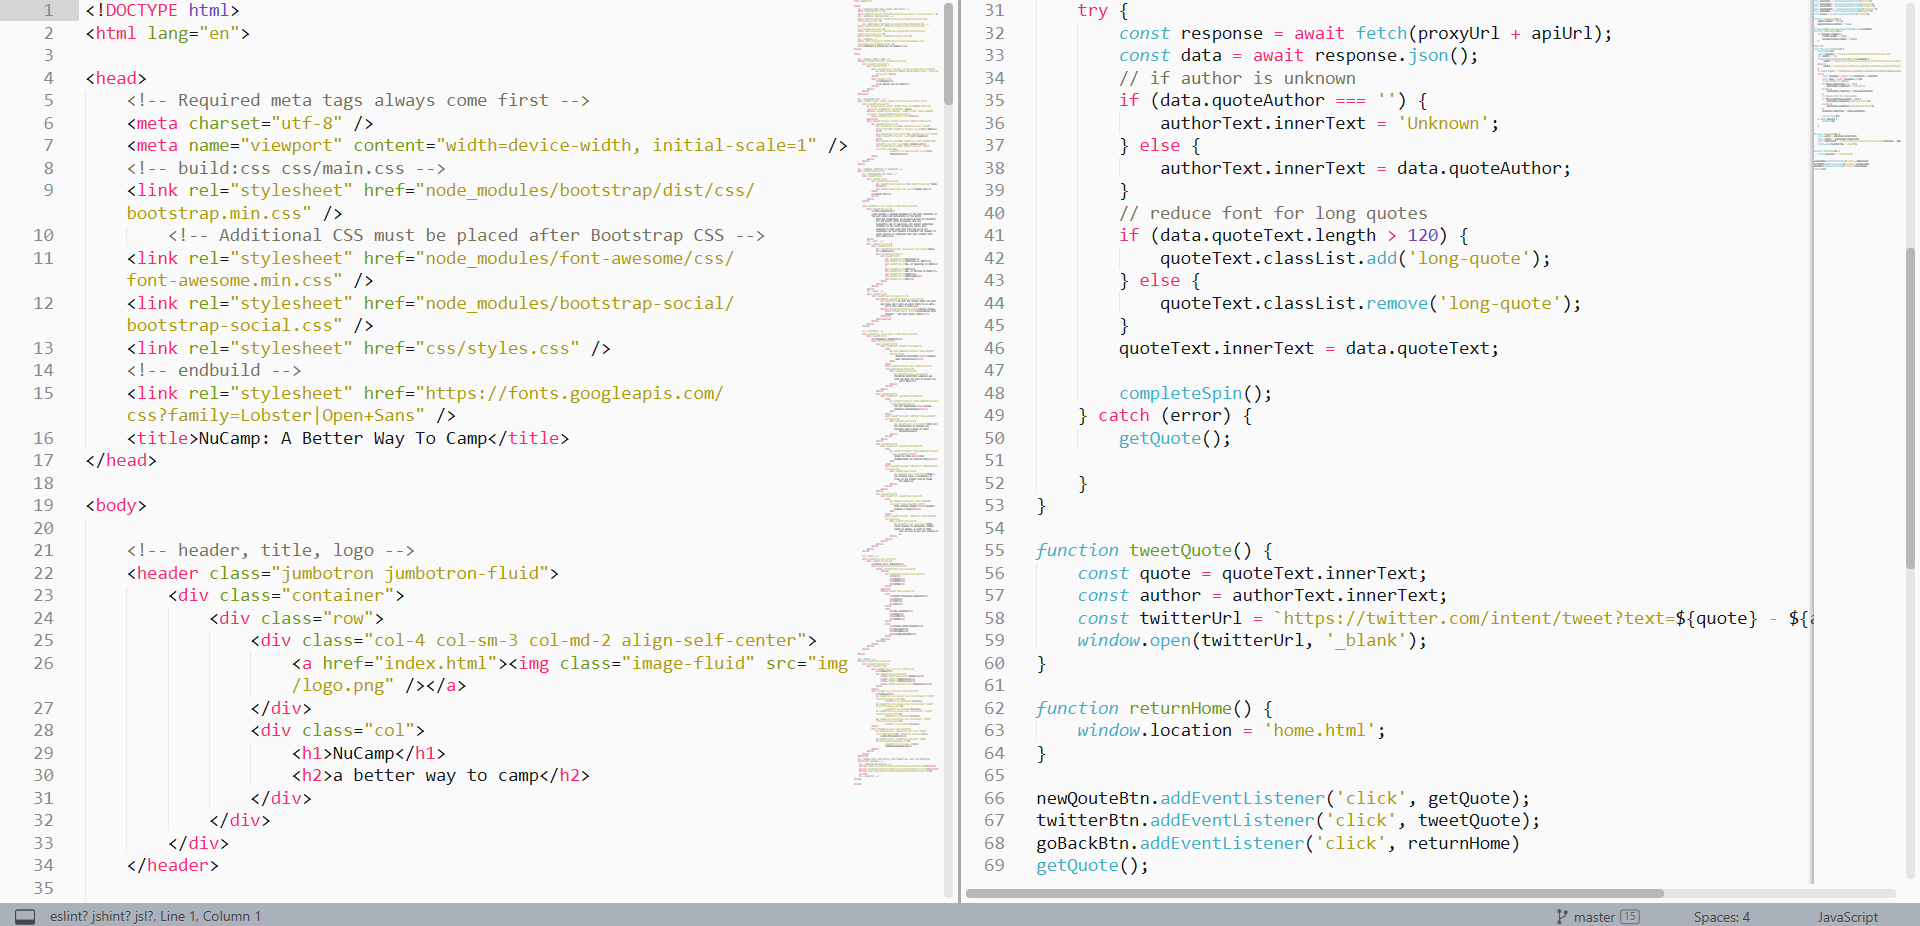 1 <!DOCTYPE html>
2 <html lang="en">
3
4 <head>
5 <!-- Required meta tags always come first -->
6 <meta charset="utf-8" />
7 <meta name="viewport" content="width=device-width, initial-scale=1" />
8 <!-- build:css css/main.css -->
9 <link rel="stylesheet" href="node_modules/bootstrap/dist/css/
bootstrap.min.css" />
10 <!-- Additional CSS must be placed after Bootstrap CSS -->
11 <link rel="stylesheet" href="node_modules/font-awesome/css/
font-awesome.min.css" />
12 <link rel="stylesheet" href="node_modules/bootstrap-social/
bootstrap-social.css" />
13 <link rel="stylesheet" href="css/styles.css" />
14 <!-- endbuild -->
15 <link rel="stylesheet" href="https://fonts.googleapis.com/
css?family=Lobster|Open+Sans" />
16 <title>NuCamp: A Better Way To Camp</title>
17 </head>
18
19 <body>
20
21 <!-- header, title, logo -->
22 <header class="jumbotron jumbotron-fluid">
23 <div class="container">
24 <div class="row">
25 <div class="col-4 col-sm-3 col-md-2 align-self-center">
26 <a href="index.html"><img class="image-fluid" src="img
/logo.png" /></a>
27 </div>
28 <div class="col">
29 <h1>NuCamp</h1>
30 <h2>a better way to camp</h2>
31 </div>
32 </div>
33 </div>
34 </header>
35
31 try {
32 const response = await fetch(proxyUrl + apiUrl);
33 const data = await response.json();
34 // if author is unknown
35 if (data.quoteAuthor === '') {
36 authorText.innerText = 'Unknown';
37 } else {
38 authorText.innerText = data.quoteAuthor;
39 }
40 // reduce font for long quotes
41 if (data.quoteText.length > 120) {
42 quoteText.classList.add('long-quote');
43 } else {
44 quoteText.classList.remove('long-quote');
45 }
46 quoteText.innerText = data.quoteText;
47
48 completeSpin();
49 } catch (error) {
50 getQuote();
51
52 }
53 }
54
55 function tweetQuote() {
56 const quote = quoteText.innerText;
57 const author = authorText.innerText;
58 const twitterUrl = `https://twitter.com/intent/tweet?text=${quote} - ${
59 window.open(twitterUrl, '_blank');
60 }
61
62 function returnHome() {
63 window.location = 'home.html';
64 }
65
66 newQouteBtn.addEventListener('click', getQuote);
67 twitterBtn.addEventListener('click', tweetQuote);
68 goBackBtn.addEventListener('click', returnHome)
69 getQuote();
eslint? jshint? jsl?, Line 1, Column 1
master 15
Spaces: 4
JavaScript